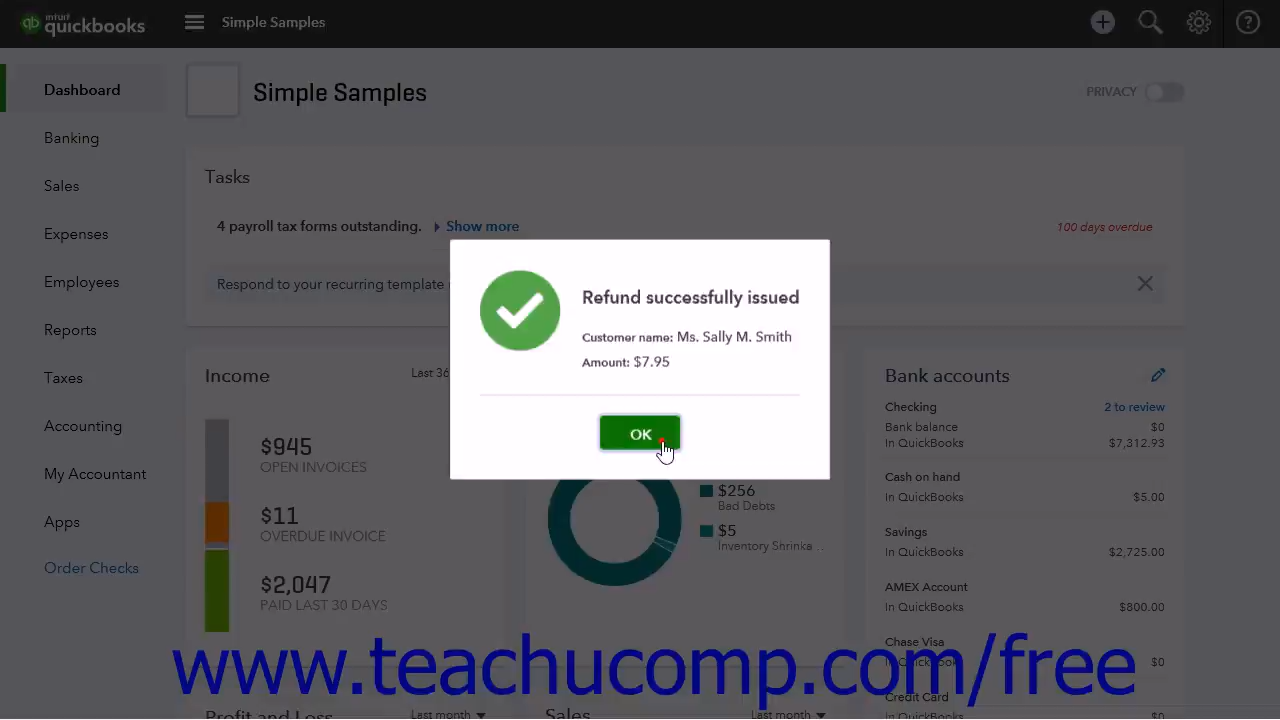 intuit
quickbooks
Simple Samples
Dashboard
Banking
Sales
Expenses
Employees
Reports
Taxes
Accounting
My Accountant
Apps
Order Checks
Simple Samples
PRIVACY
Tasks
4 payroll tax forms outstanding. Show more
100 days overdue
Respond to your recurring template
Refund successfully issued
Customer name: Ms. Sally M. Smith
Amount: $7.95
OK
Income
Last 36
$945
OPEN INVOICES
$11
OVERDUE INVOICE
$2,047
PAID LAST 30 DAYS
$256
Bad Debts
$5
Inventory Shrinka ...
Bank accounts
Checking 2 to review
Bank balance $0
In QuickBooks $7,312.93
Cash on hand
In QuickBooks $5.00
Savings
In QuickBooks $2,725.00
AMEX Account
In QuickBooks $800.00
Chase Visa
In QuickBooks $0
Credit Card
$0
www.teachucomp.com/free
Profit and Loss
Last month
Sales
Last month